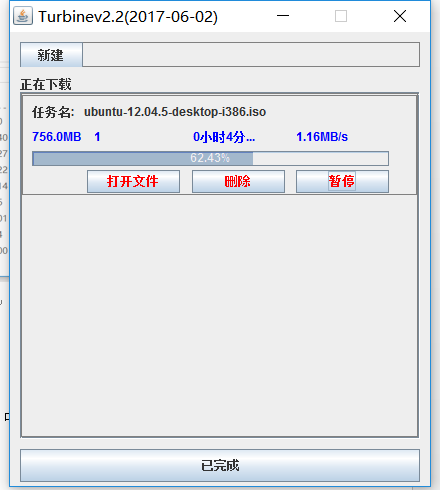 Turbinev2.2(2017-06-02)
新建
正在下载
任务名: ubuntu-12.04.5-desktop-i386.iso
756.0MB 1 0小时4分... 1.16MB/s
62.43%
打开文件 删除 暂停
已完成